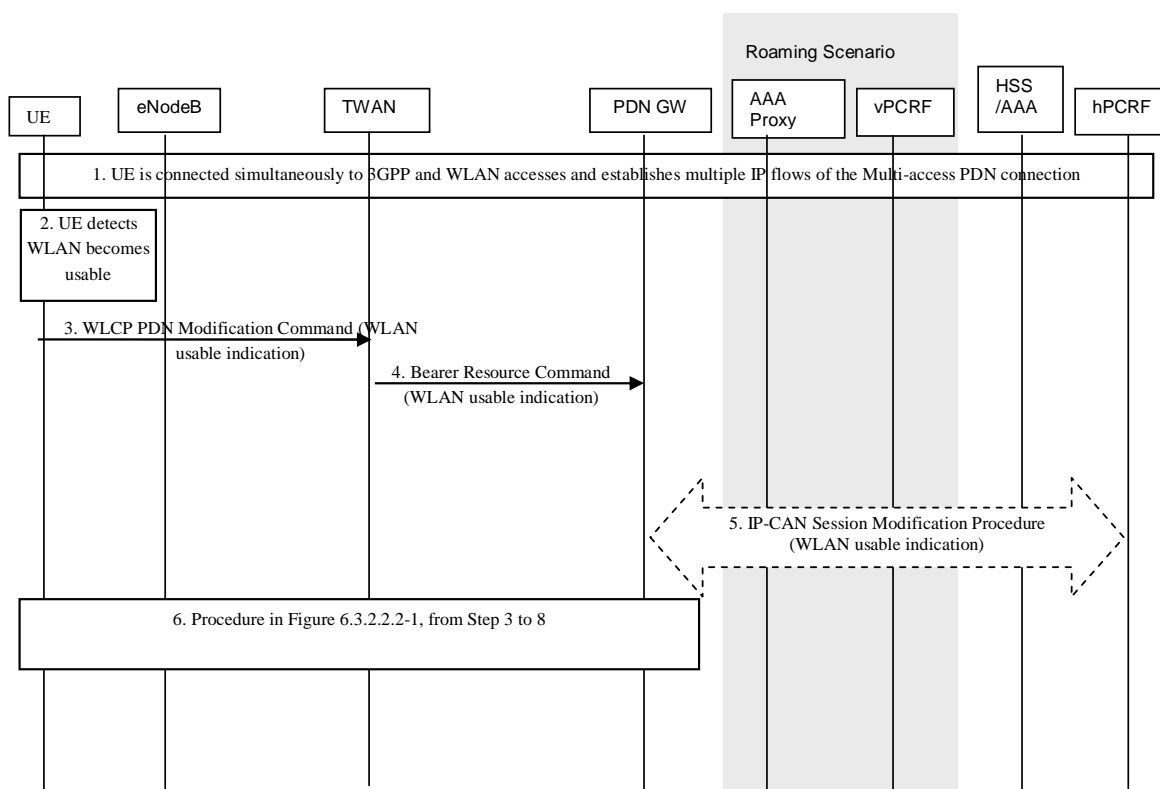 Roaming Scenario
UE
eNodeB
TWAN
PDN GW
AAA
Proxy
vPCRF
HSS
/AAA
hPCRF
1. UE is connected simultaneously to 3GPP and WLAN accesses and establishes multiple IP flows of the Multi-access PDN connection
2. UE detects
WLAN becomes
usable
3. WLCP PDN Modification Command (WLAN
usable indication)
4. Bearer Resource Command
(WLAN usable indication)
5. IP-CAN Session Modification Procedure
(WLAN usable indication)
6. Procedure in Figure 6.3.2.2.2-1, from Step 3 to 8